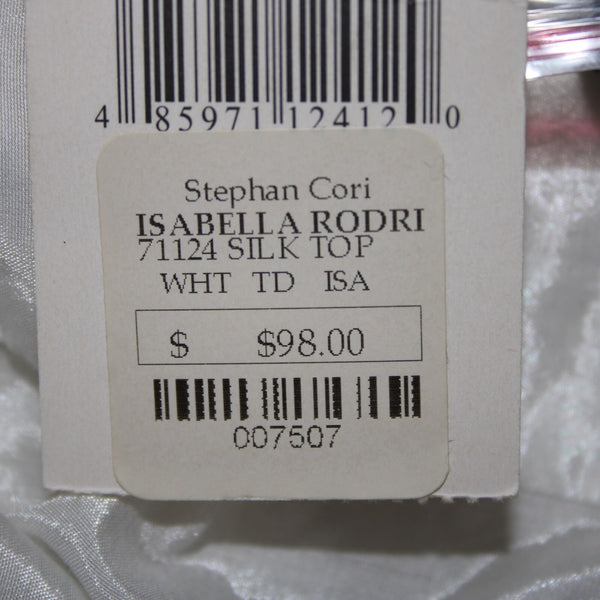 4 85971 12412 0
Stephan Cori
ISABELLA RODRI
71124 SILK TOP
WHT TD ISA
$ $98.00
007507